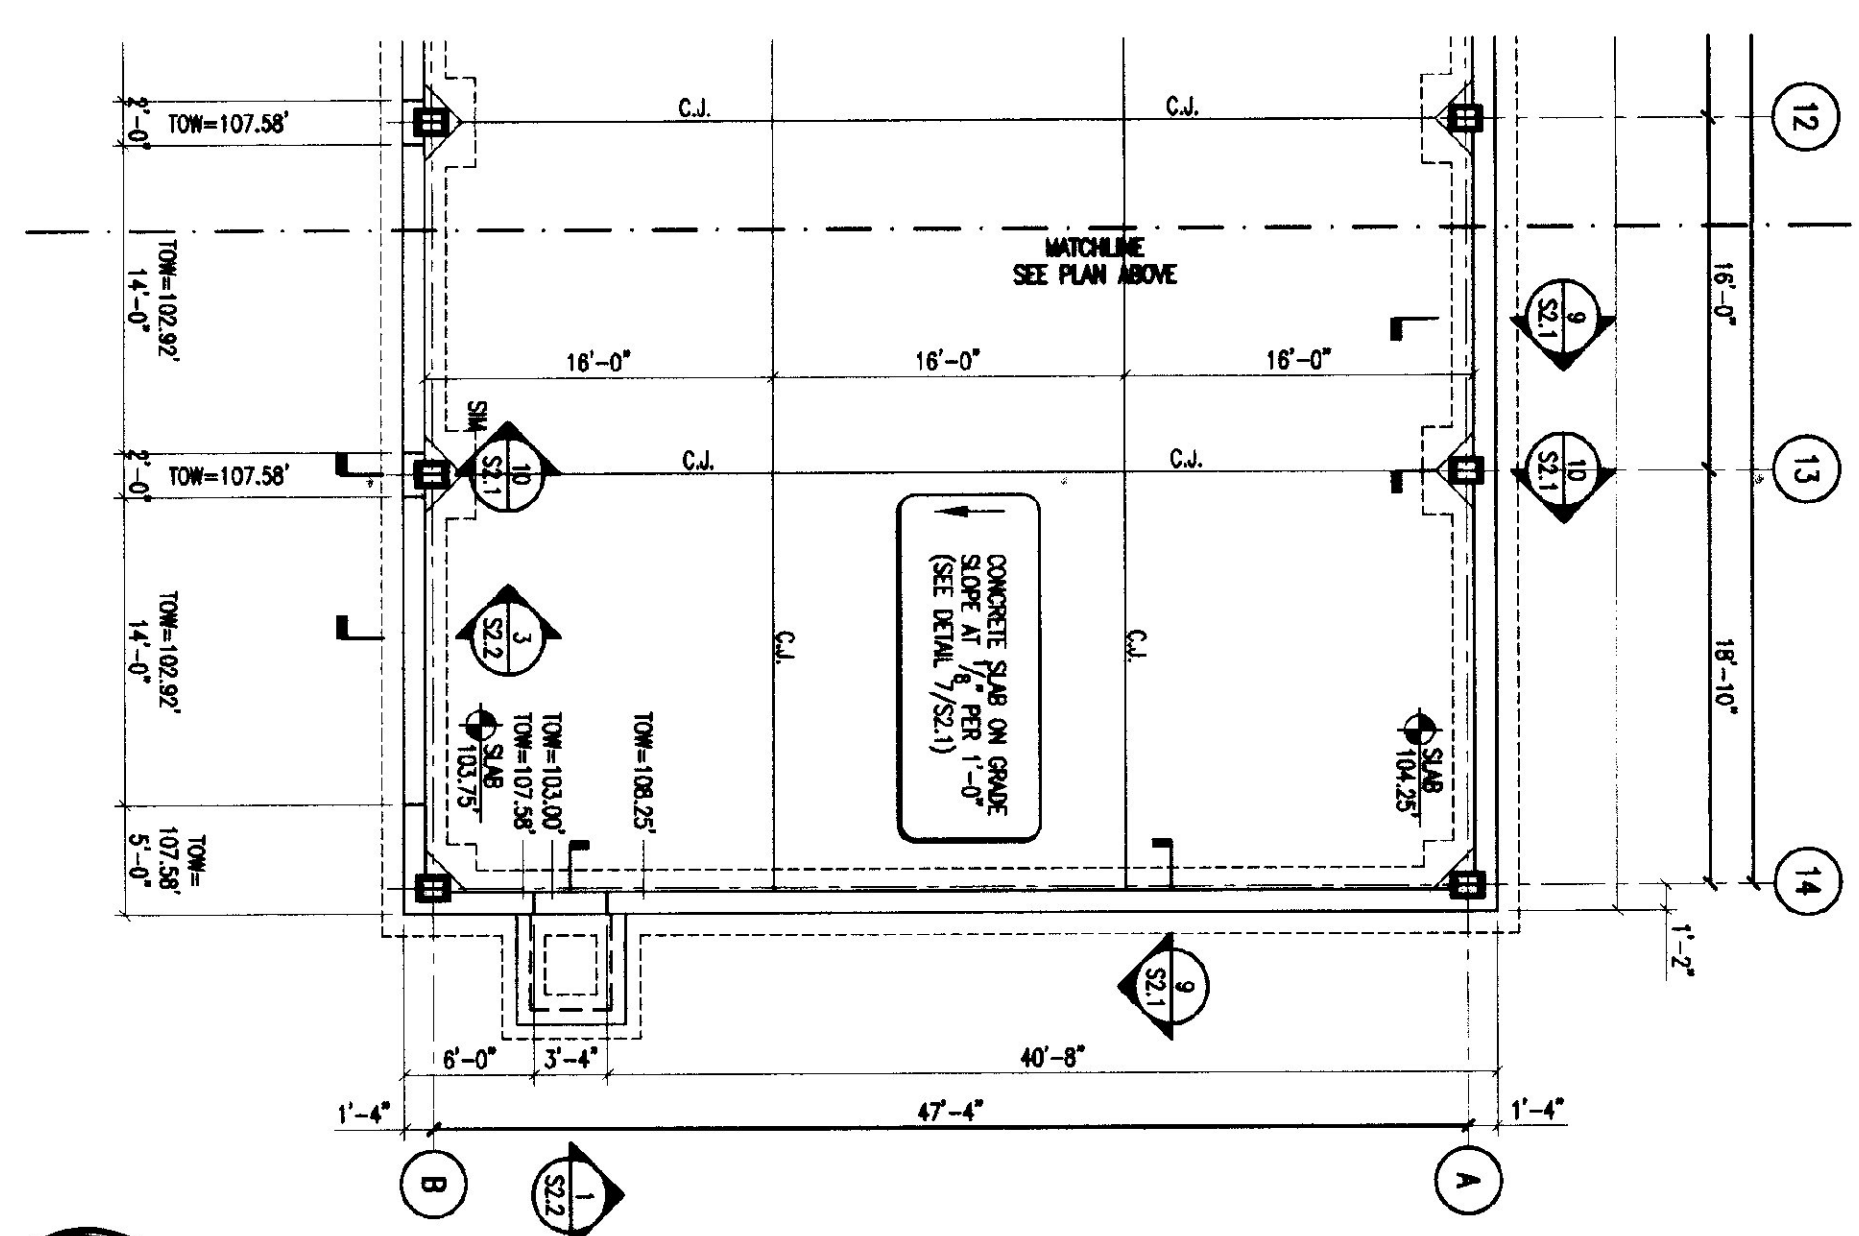 12
2'-0"
TOW=107.58'
C.J.
C.J.
MATCHLINE
SEE PLAN ABOVE
TOW=102.92'
14'-0"
16'-0"
9
S2.1
16'-0"
16'-0"
16'-0"
SIM
10
S2.1
2'-0"
TOW=107.58'
C.J.
C.J.
10
S2.1
13
CONCRETE SLAB ON GRADE
SLOPE AT 1/8" PER 1'-0"
(SEE DETAIL 7/S2.1)
3
S2.2
C.J.
C.J.
TOW=102.92'
14'-0"
18'-10"
SLAB
103.75'
TOW=107.58'
TOW=103.00'
TOW=108.25'
SLAB
104.25'
TOW=
107.58'
5'-0"
14
1'-2"
9
S2.1
6'-0"
3'-4"
40'-8"
1'-4"
47'-4"
1'-4"
B
1
S2.2
A